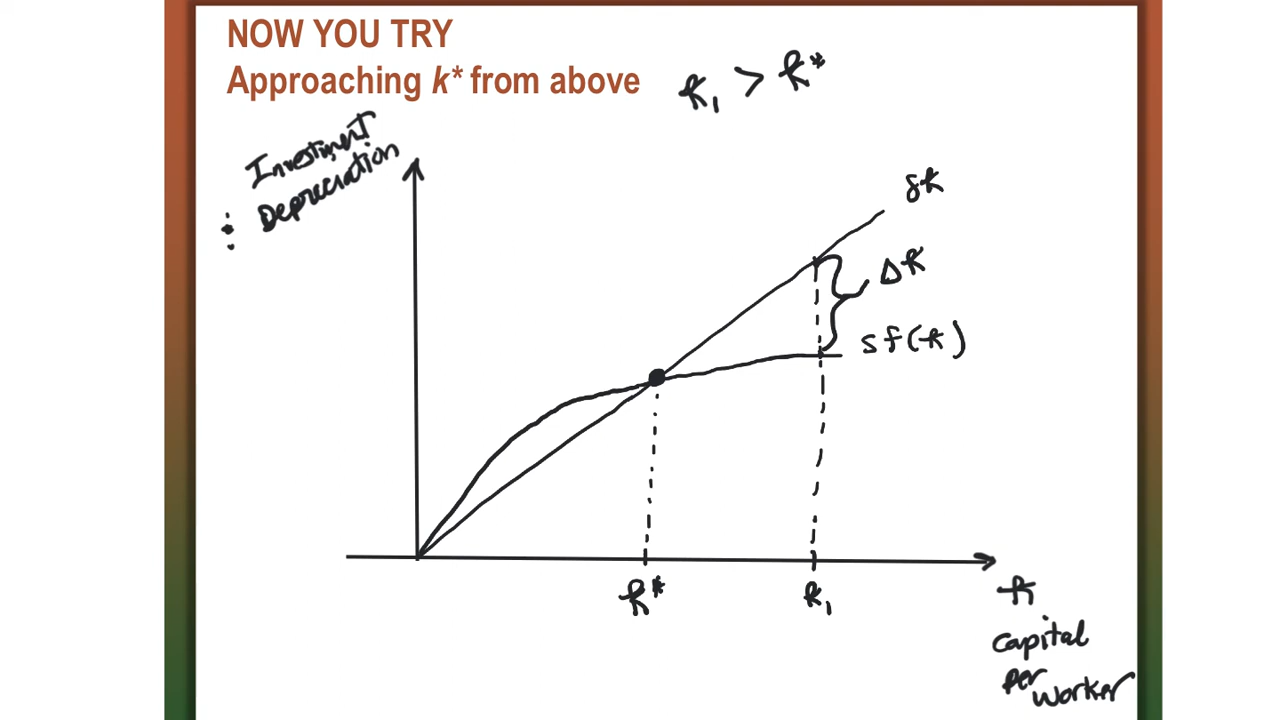 NOW YOU TRY
Approaching k* from above
k₁ > k*
Investment
÷ Depreciation
δk
Δk
sf(k)
k*
k₁
k
capital
per
worker